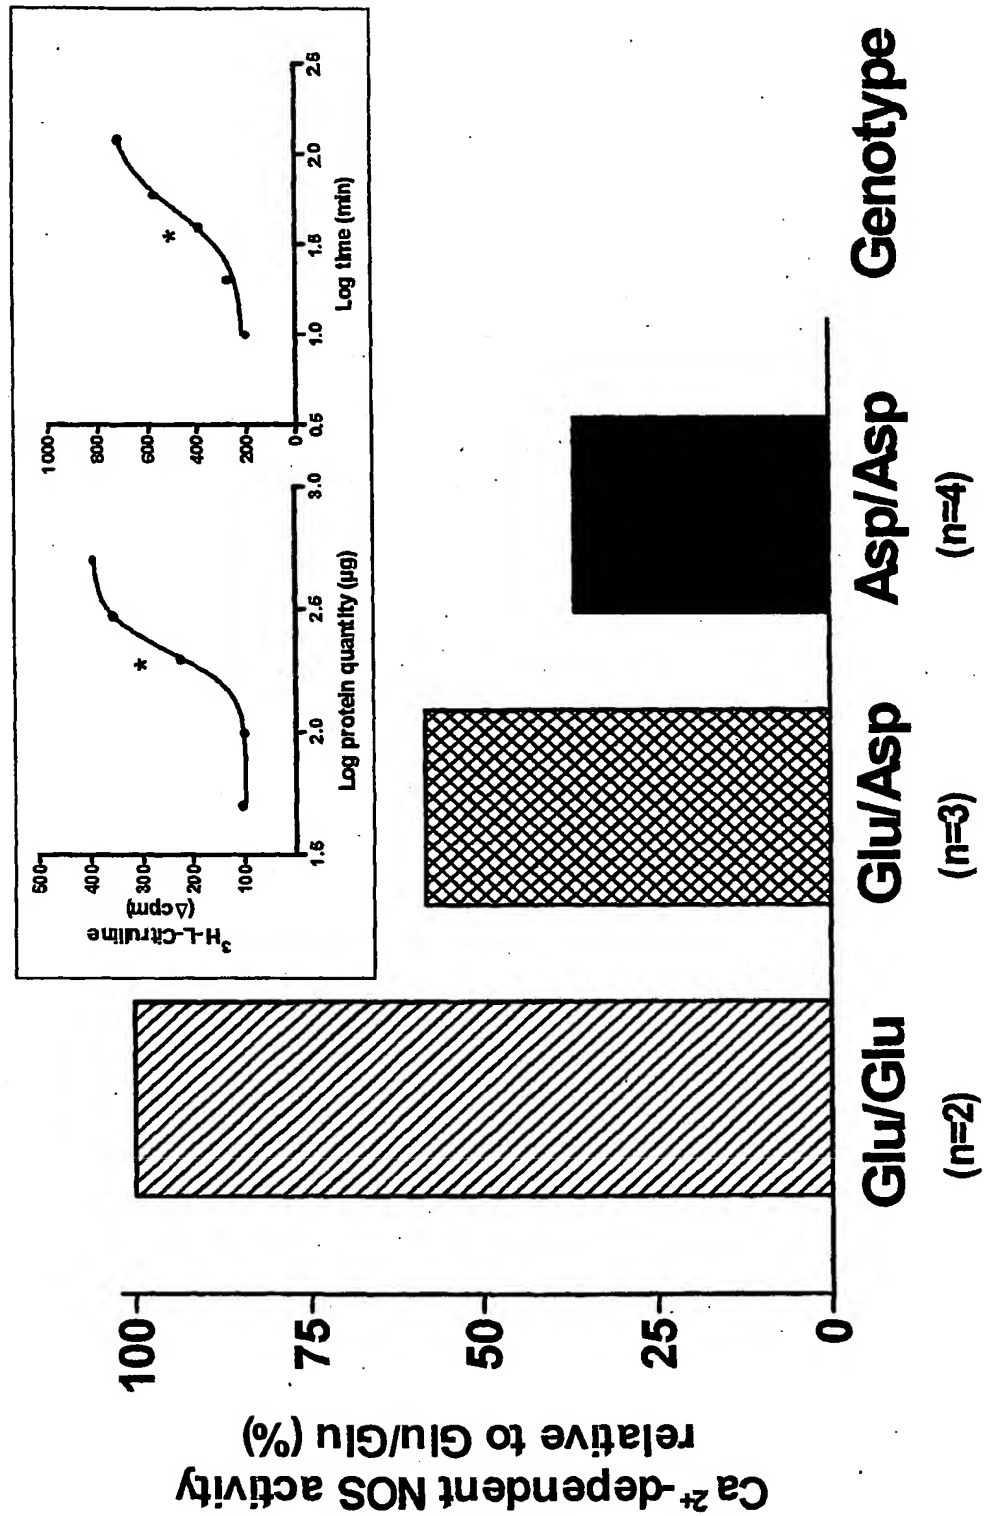 Ca²⁺-dependent NOS activity
relative to Glu/Glu (%)
100
75
50
25
0
³H-L-Citrulline
(Δcpm)
500
400
300
200
100
*
1.5
2.0
2.5
3.0
Log protein quantity (µg)
1000
800
600
400
200
0
*
0.5
1.0
1.5
2.0
2.5
Log time (min)
Glu/Glu
Glu/Asp
Asp/Asp
Genotype
(n=2)
(n=3)
(n=4)